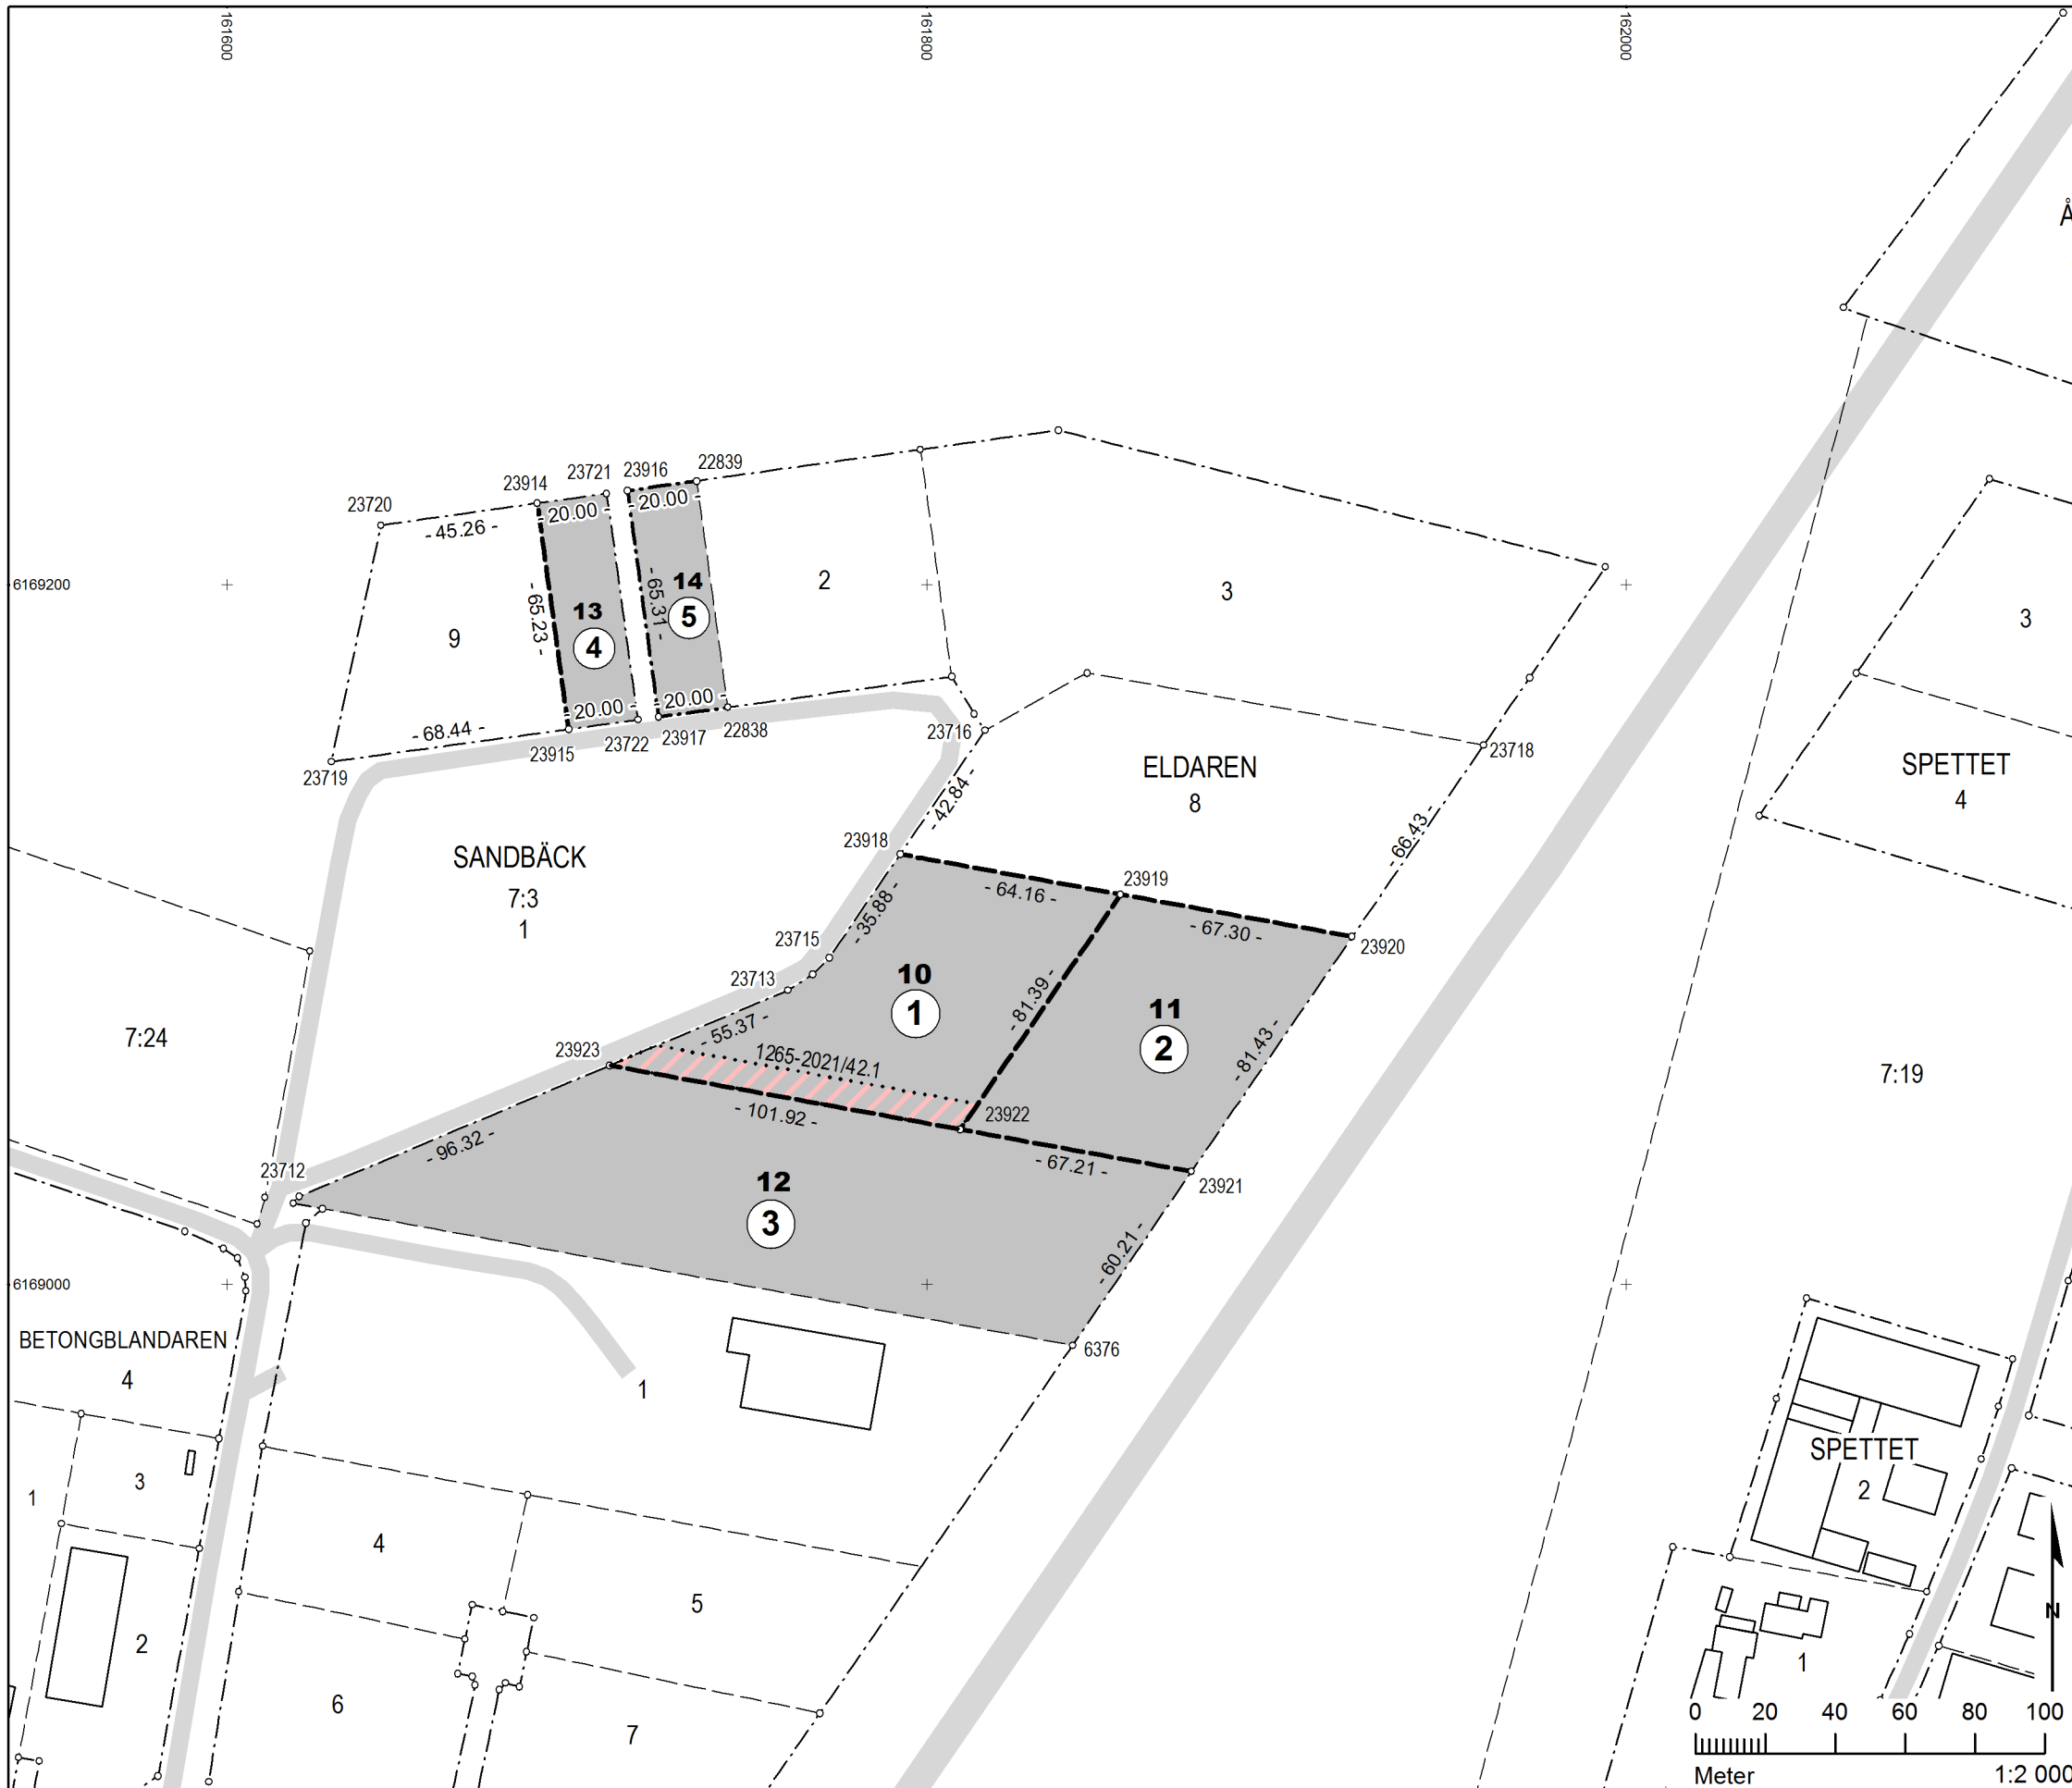 161600
161800
162000
Å
23721
23916
22839
23914
23720
- 20.00 -
- 20.00 -
- 45.26 -
6169200
14
2
3
5
13
- 65.31 -
- 65.23 -
9
4
3
- 20.00 -
- 20.00 -
- 68.44 -
23915
23722
23917
22838
23716
23718
23719
ELDAREN
8
SPETTET
4
- 42.84 -
- 66.43 -
23918
SANDBÄCK
7:3
1
23919
- 64.16 -
- 35.88 -
- 67.30 -
23920
23715
23713
10
1
- 81.39 -
11
2
7:24
- 55.37 -
23923
1265-2021/42.1
- 81.43 -
7:19
- 101.92 -
23922
- 96.32 -
- 67.21 -
23712
12
3
23921
- 60.21 -
6169000
BETONGBLANDAREN
4
6376
1
SPETTET
2
3
1
4
5
2
6
7
1
N
0 20 40 60 80 100
Meter
1:2 000